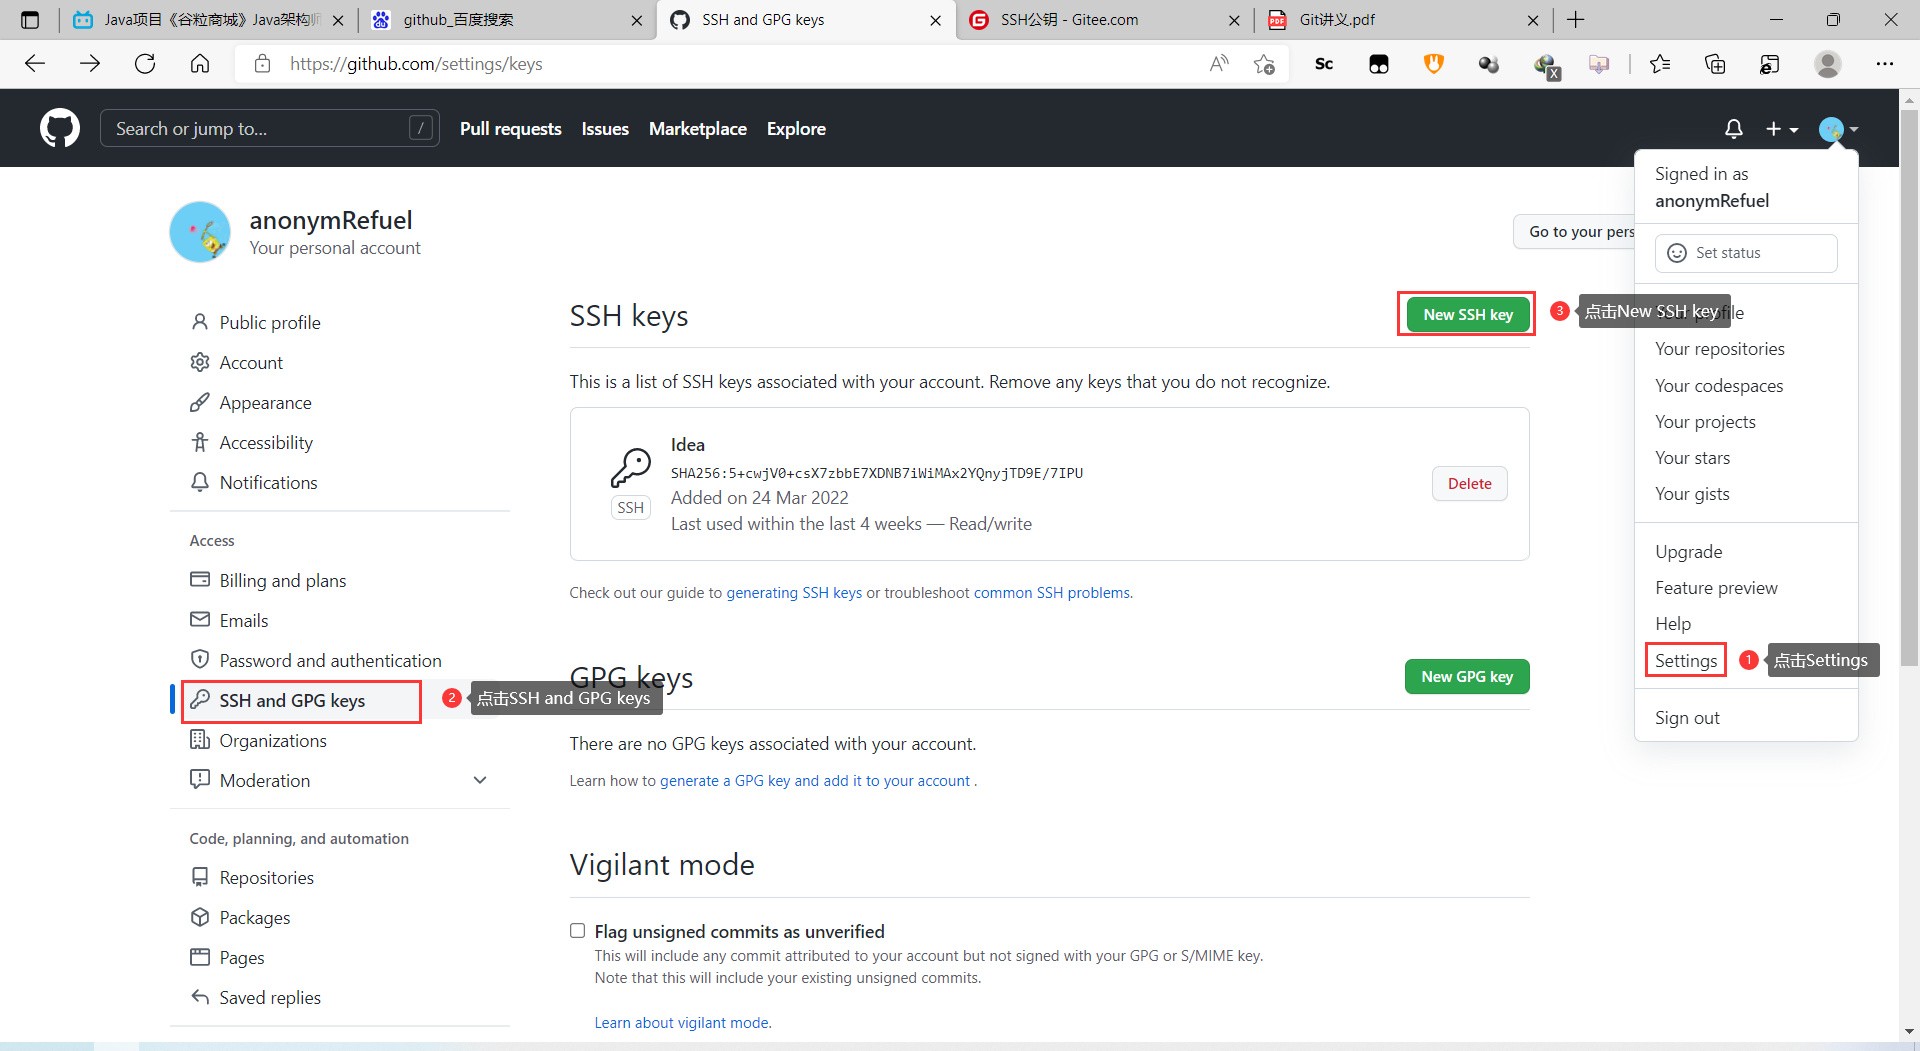 Java项目《谷粒商城》Java架构师
github_百度搜索
SSH and GPG keys
SSH公钥 - Gitee.com
Git讲义.pdf
https://github.com/settings/keys
Sc
X
Search or jump to...
/
Pull requests
Issues
Marketplace
Explore
Signed in as
anonymRefuel
Set status
anonymRefuel
Your personal account
Go to your pers
Public profile
Account
Appearance
Accessibility
Notifications
Access
Billing and plans
Emails
Password and authentication
SSH and GPG keys
2
点击SSH and GPG keys
Organizations
Moderation
Code, planning, and automation
Repositories
Packages
Pages
Saved replies
SSH keys
New SSH key
3
点击New SSH key
This is a list of SSH keys associated with your account. Remove any keys that you do not recognize.
Idea
SHA256:5+cwjV0+csX7zbbE7XDNB7iWiMAx2YQnyjTD9E/7IPU
Added on 24 Mar 2022
Last used within the last 4 weeks — Read/write
SSH
Delete
Check out our guide to generating SSH keys or troubleshoot common SSH problems.
GPG keys
New GPG key
There are no GPG keys associated with your account.
Learn how to generate a GPG key and add it to your account .
Vigilant mode
Flag unsigned commits as unverified
This will include any commit attributed to your account but not signed with your GPG or S/MIME key.
Note that this will include your existing unsigned commits.
Learn about vigilant mode.
Your repositories
Your codespaces
Your projects
Your stars
Your gists
Upgrade
Feature preview
Help
Settings
1
点击Settings
Sign out